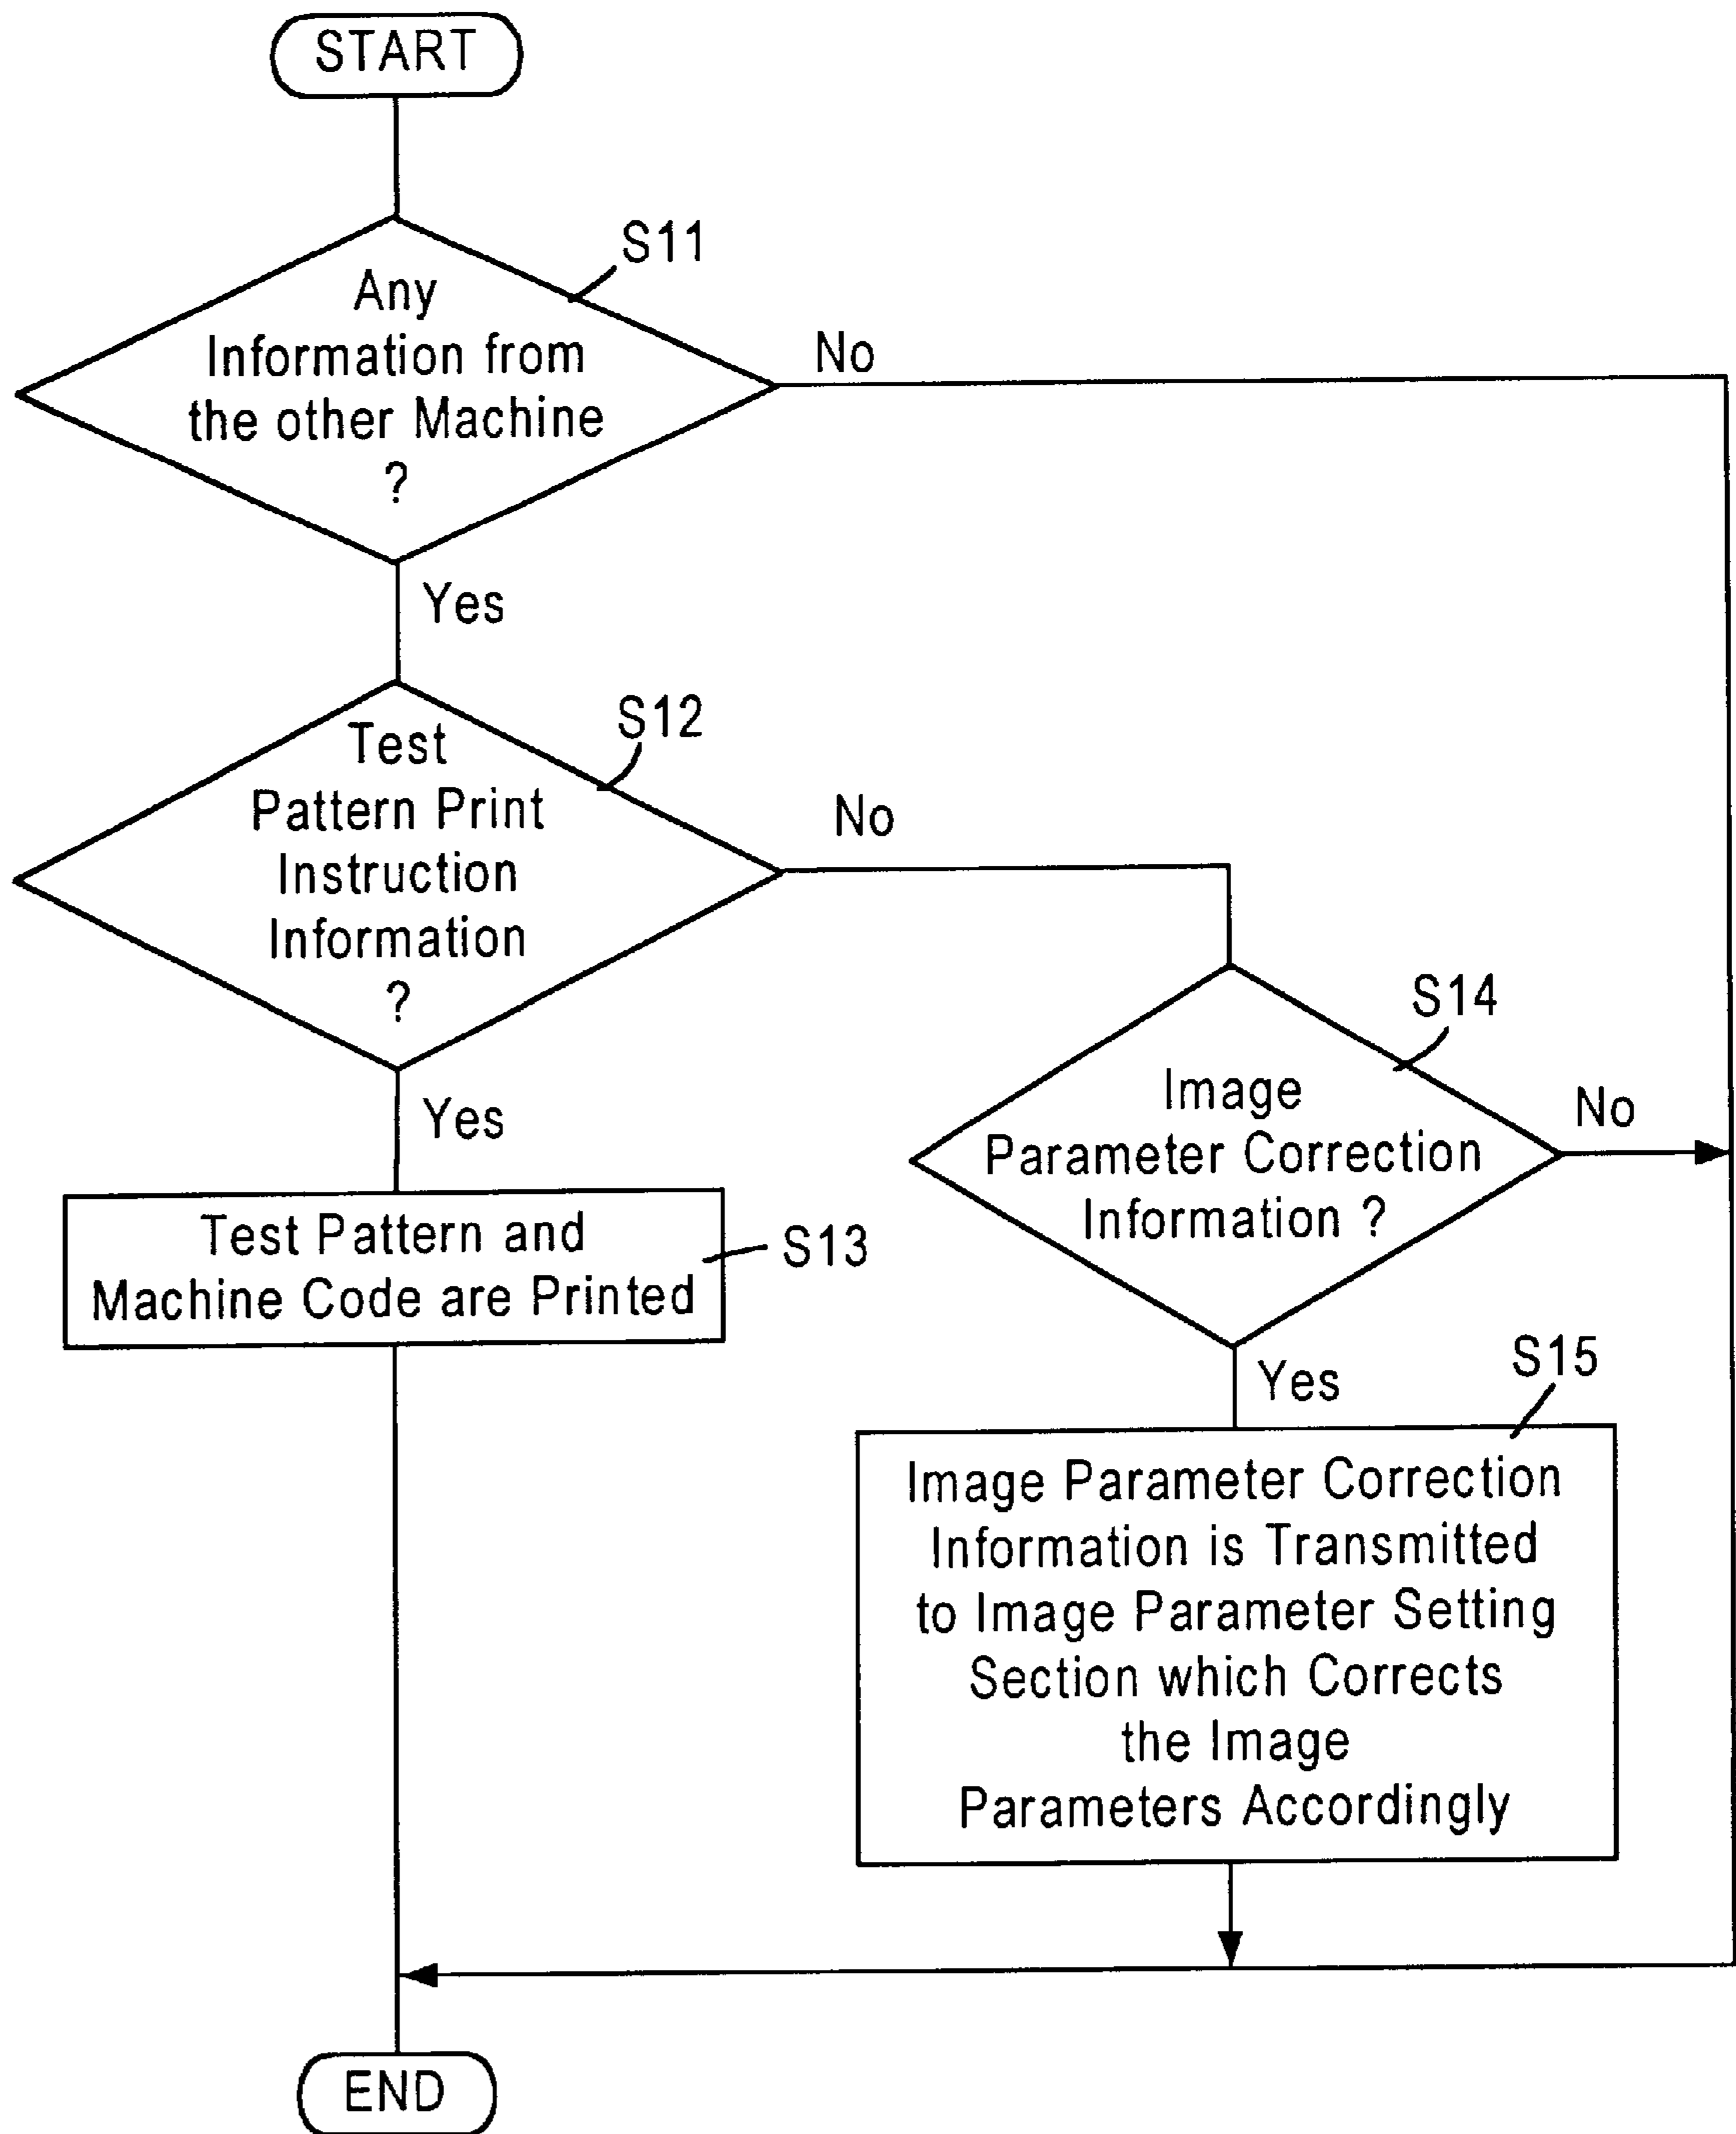 START
S11
Any
Information from
the other Machine
?
No
Yes
S12
Test
Pattern Print
Instruction
Information
?
No
Yes
S14
Image
Parameter Correction
Information ?
No
Test Pattern and
Machine Code are Printed
S13
Yes
S15
Image Parameter Correction
Information is Transmitted
to Image Parameter Setting
Section which Corrects
the Image
Parameters Accordingly
END